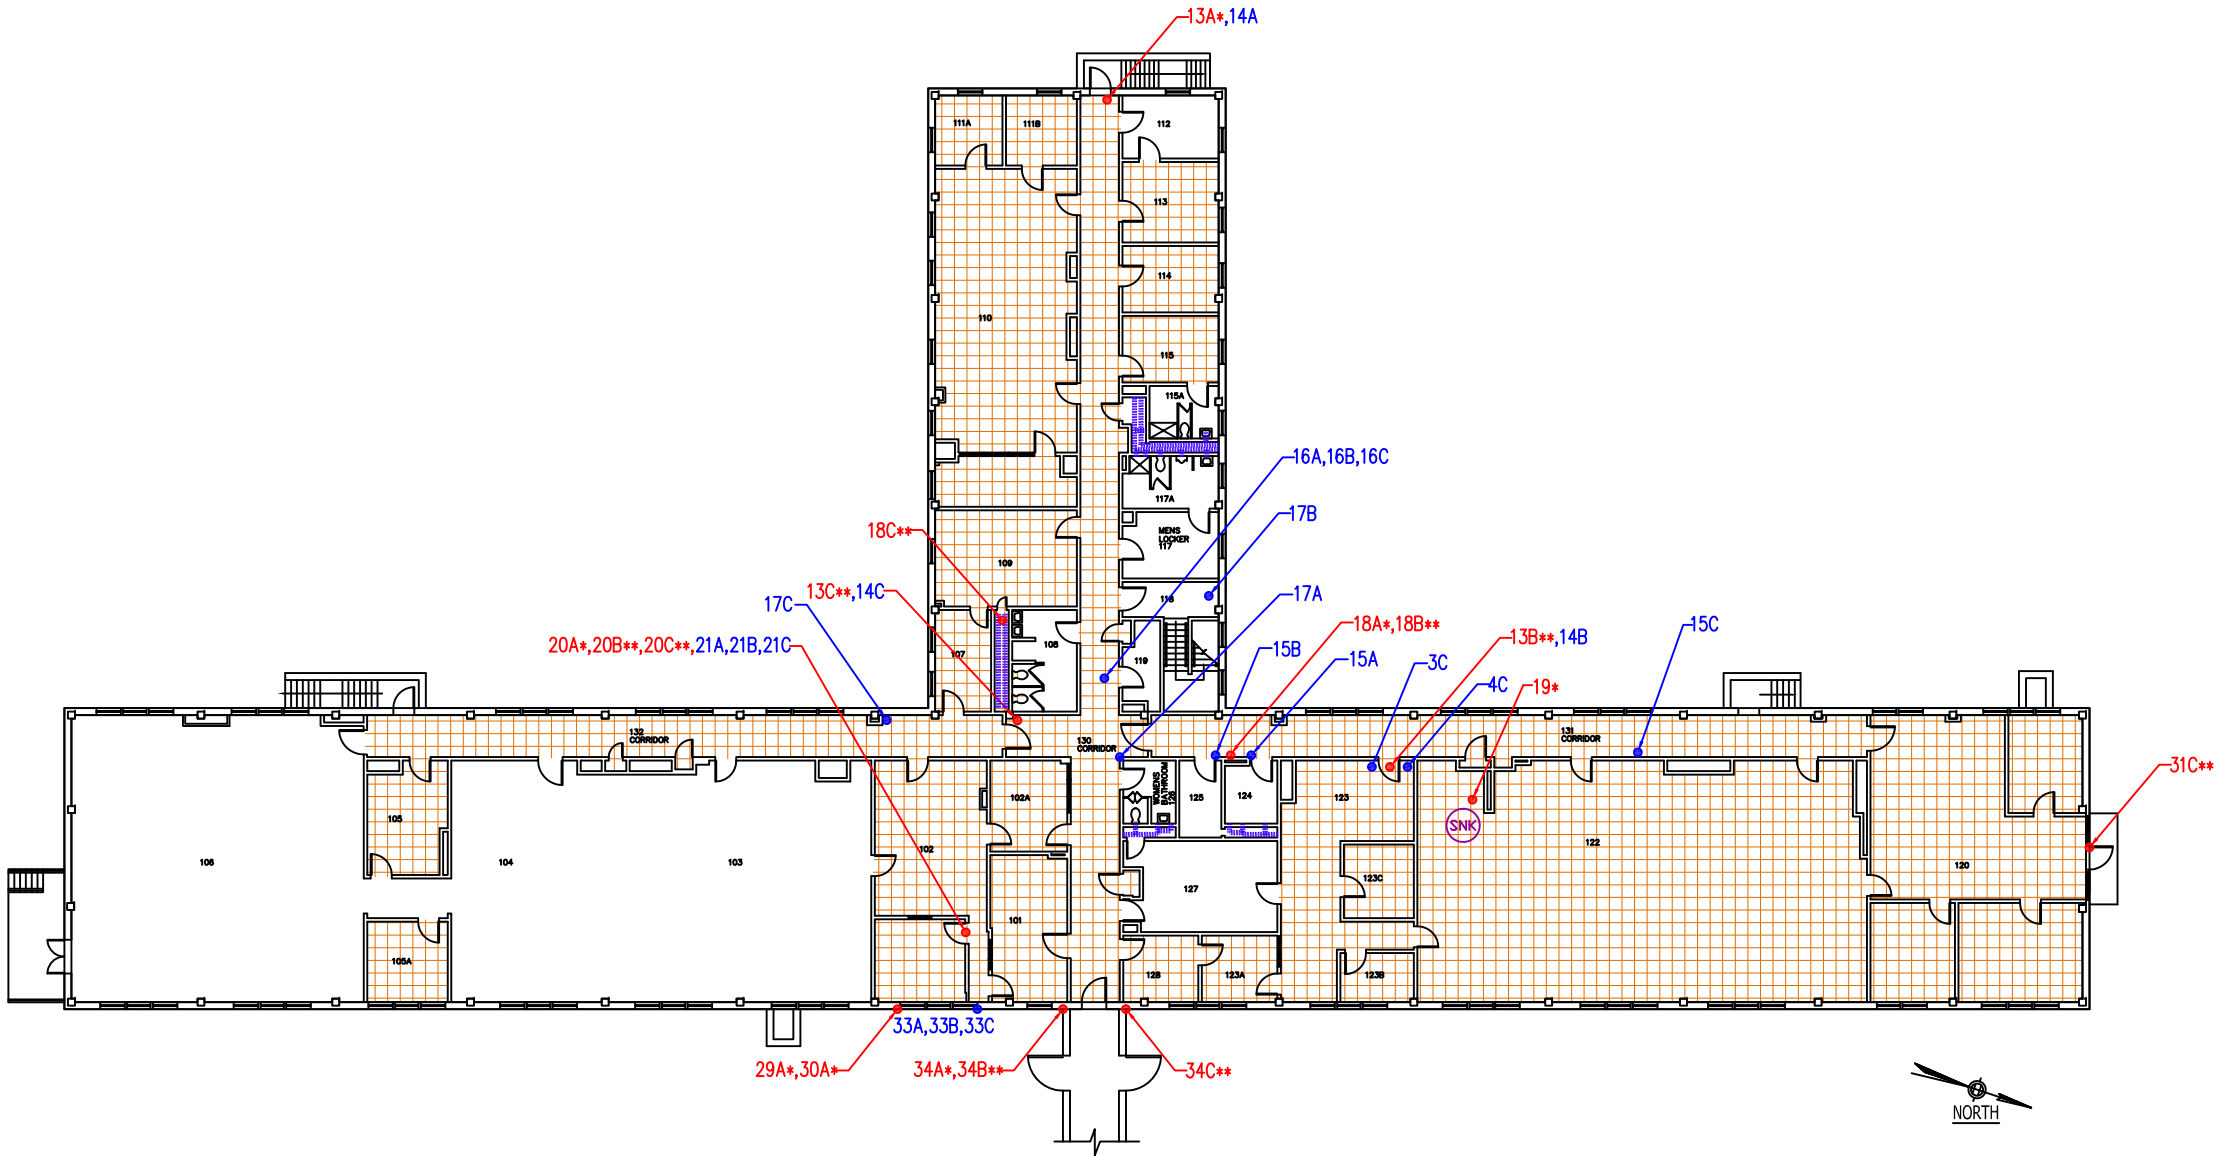 13A*,14A
111A
111B
112
113
114
110
115
115A
16A,16B,16C
117A
17B
18C**
MENS
LOCKER
117
109
13C**,14C
17A
17C
116
18A*,18B**
13B**,14B
15C
20A*,20B**,20C**,21A,21B,21C
107
108
119
15B
15A
3C
4C
19*
132
CORRIDOR
130
CORRIDOR
131
CORRIDOR
31C**
WOMENS
BATHROOM
126
102A
125
124
123
105
SNK
106
104
103
102
122
120
123C
127
101
105A
128
123A
123B
33A,33B,33C
29A*,30A*
34A*,34B**
34C**
NORTH